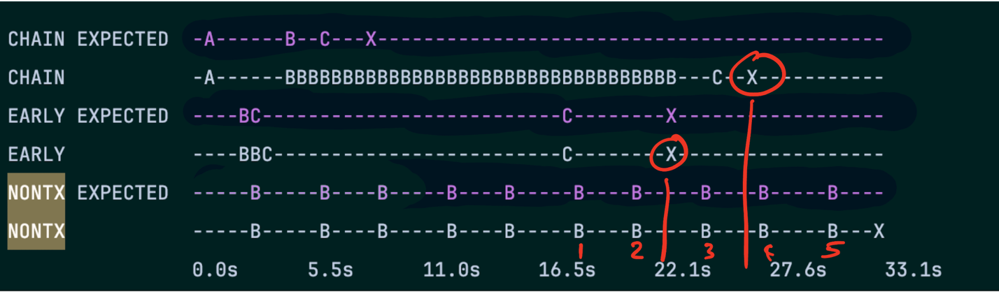 CHAIN EXPECTED -A------B--C---X--------------------------------------------
CHAIN -A------BBBBBBBBBBBBBBBBBBBBBBBBBBBBBBBBBB---C--X-----------
EARLY EXPECTED ----BC--------------------------C--------X------------------
EARLY ----BBC-------------------------C--------X------------------
NONTX EXPECTED -----B-----B----B-----B----B-----B----B-----B----B-----B----
NONTX -----B-----B----B-----B----B-----B----B-----B----B-----B---X
1 2 3 4 5
0.0s 5.5s 11.0s 16.5s 22.1s 27.6s 33.1s